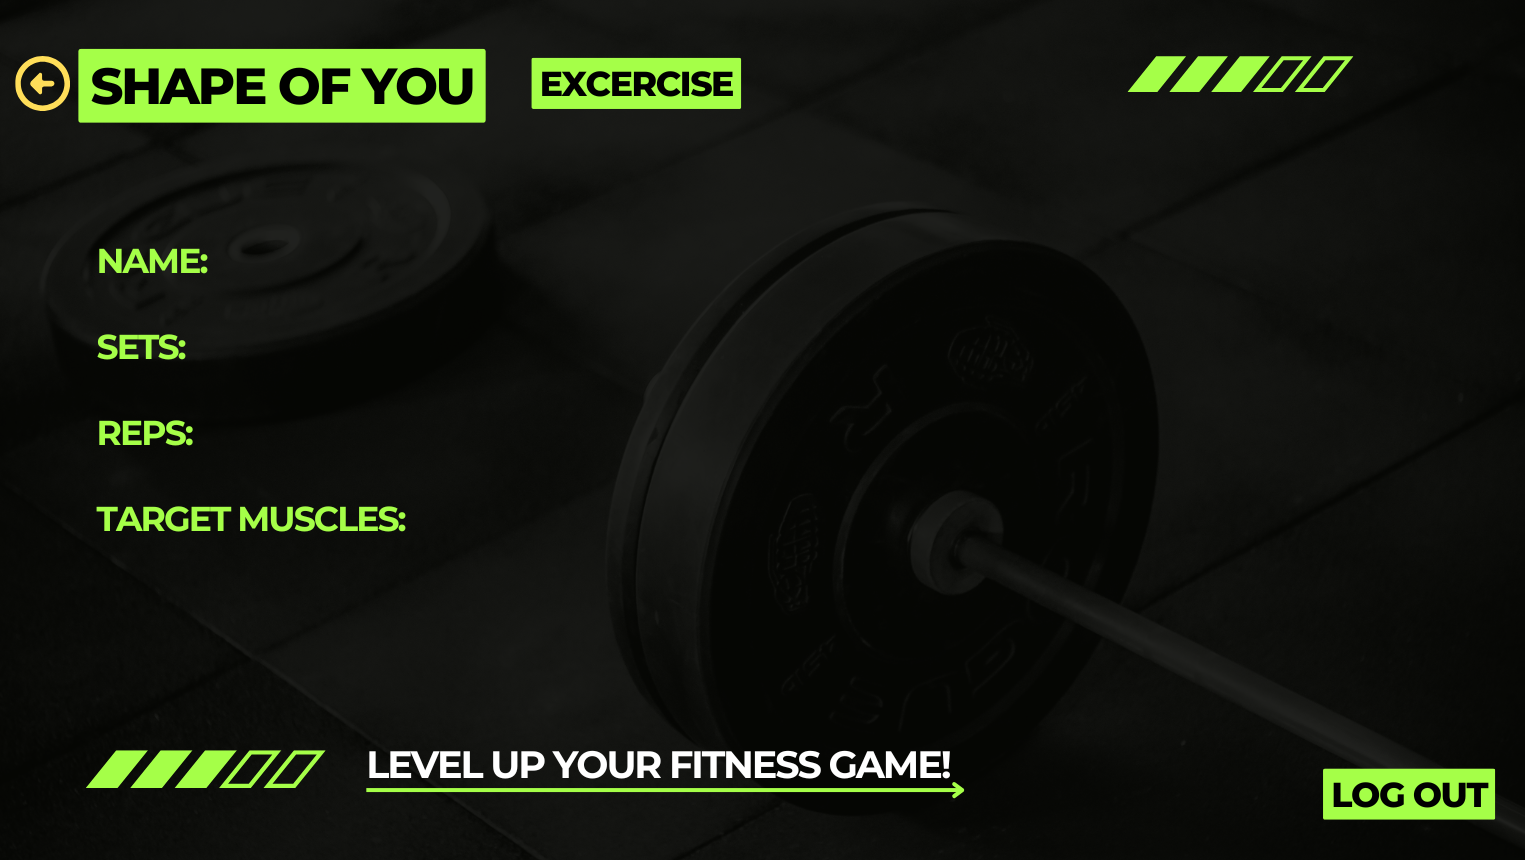 SHAPE OF YOU
EXCERCISE
NAME:
SETS:
REPS:
TARGET MUSCLES:
LEVEL UP YOUR FITNESS GAME!
LOG OUT